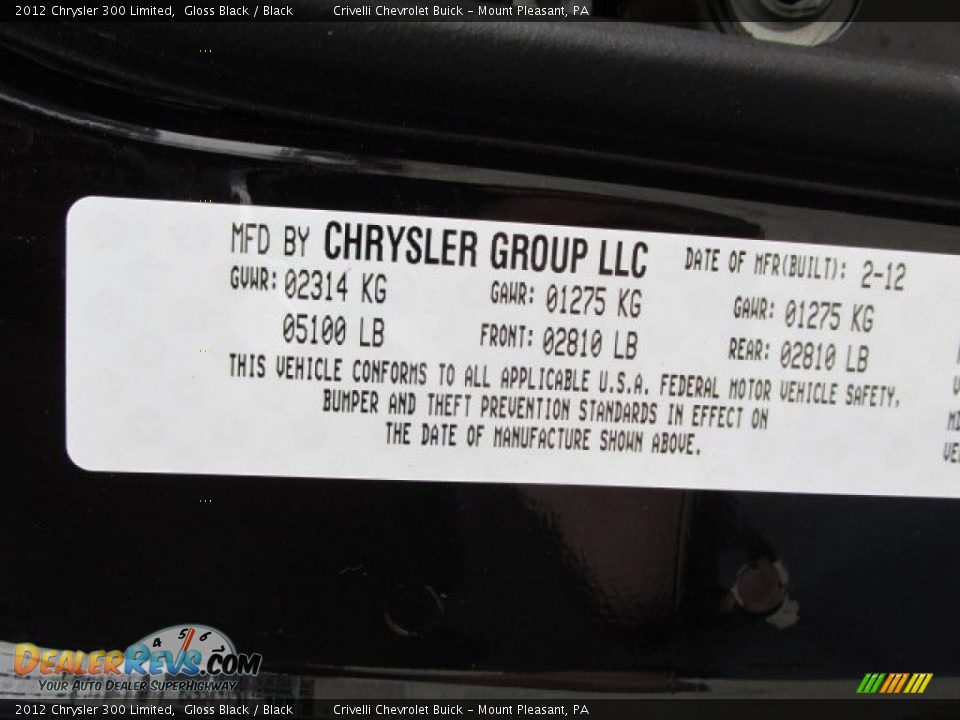 2012 Chrysler 300 Limited, Gloss Black / Black Crivelli Chevrolet Buick - Mount Pleasant, PA
MFD BY CHRYSLER GROUP LLC DATE OF MFR(BUILT): 2-12
GVWR: 02314 KG GAWR: 01275 KG GAWR: 01275 KG
05100 LB FRONT: 02810 LB REAR: 02810 LB
THIS VEHICLE CONFORMS TO ALL APPLICABLE U.S.A. FEDERAL MOTOR VEHICLE SAFETY,
BUMPER AND THEFT PREVENTION STANDARDS IN EFFECT ON
THE DATE OF MANUFACTURE SHOWN ABOVE.
4 5 6
DEALERREVS.COM
YOUR AUTO DEALER SUPERHIGHWAY
2012 Chrysler 300 Limited, Gloss Black / Black Crivelli Chevrolet Buick - Mount Pleasant, PA